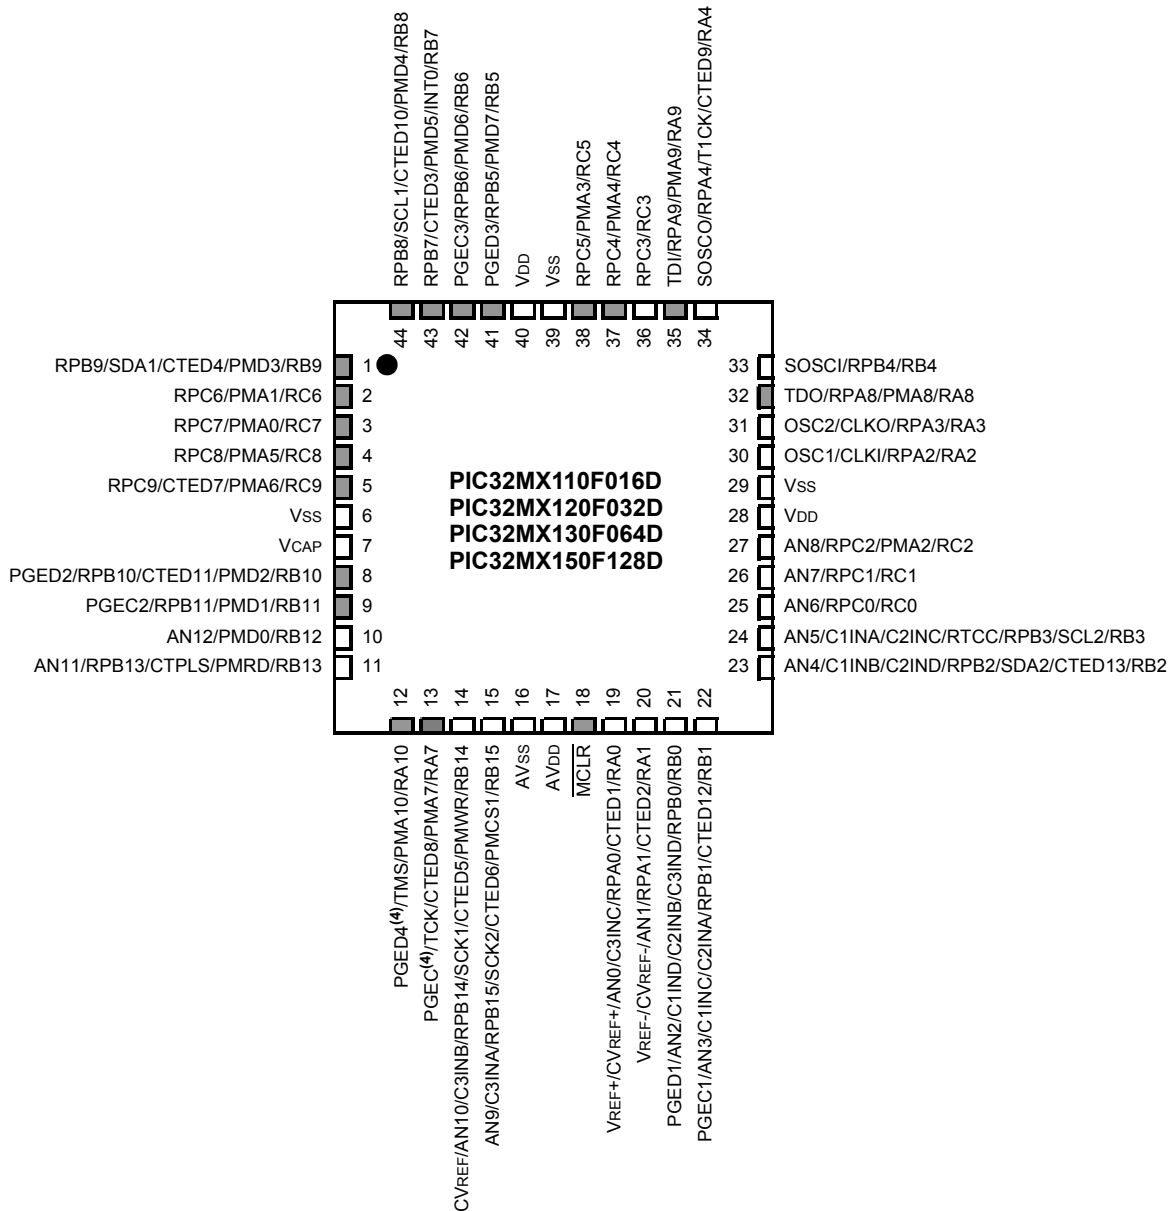 RPB8/SCL1/CTED10/PMD4/RB8
RPB7/CTED3/PMD5/INT0/RB7
PGEC3/RPB6/PMD6/RB6
PGED3/RPB5/PMD7/RB5
VDD
VSS
RPC5/PMA3/RC5
RPC4/PMA4/RC4
RPC3/RC3
TDI/RPA9/PMA9/RA9
SOSCO/RPA4/T1CK/CTED9/RA4
44
43
42
41
40
39
38
37
36
35
34
RPB9/SDA1/CTED4/PMD3/RB9 1
RPC6/PMA1/RC6 2
RPC7/PMA0/RC7 3
RPC8/PMA5/RC8 4
RPC9/CTED7/PMA6/RC9 5
VSS 6
VCAP 7
PGED2/RPB10/CTED11/PMD2/RB10 8
PGEC2/RPB11/PMD1/RB11 9
AN12/PMD0/RB12 10
AN11/RPB13/CTPLS/PMRD/RB13 11
PIC32MX110F016D
PIC32MX120F032D
PIC32MX130F064D
PIC32MX150F128D
33 SOSCI/RPB4/RB4
32 TDO/RPA8/PMA8/RA8
31 OSC2/CLKO/RPA3/RA3
30 OSC1/CLKI/RPA2/RA2
29 VSS
28 VDD
27 AN8/RPC2/PMA2/RC2
26 AN7/RPC1/RC1
25 AN6/RPC0/RC0
24 AN5/C1INA/C2INC/RTCC/RPB3/SCL2/RB3
23 AN4/C1INB/C2IND/RPB2/SDA2/CTED13/RB2
12
13
14
15
16
17
18
19
20
21
22
PGED4(4)/TMS/PMA10/RA10
PGEC(4)/TCK/CTED8/PMA7/RA7
CVREF/AN10/C3INB/RPB14/SCK1/CTED5/PMWR/RB14
AN9/C3INA/RPB15/SCK2/CTED6/PMCS1/RB15
AVSS
AVDD
MCLR
VREF+/CVREF+/AN0/C3INC/RPA0/CTED1/RA0
VREF-/CVREF-/AN1/RPA1/CTED2/RA1
PGED1/AN2/C1IND/C2INB/C3IND/RPB0/RB0
PGEC1/AN3/C1INC/C2INA/RPB1/CTED12/RB1